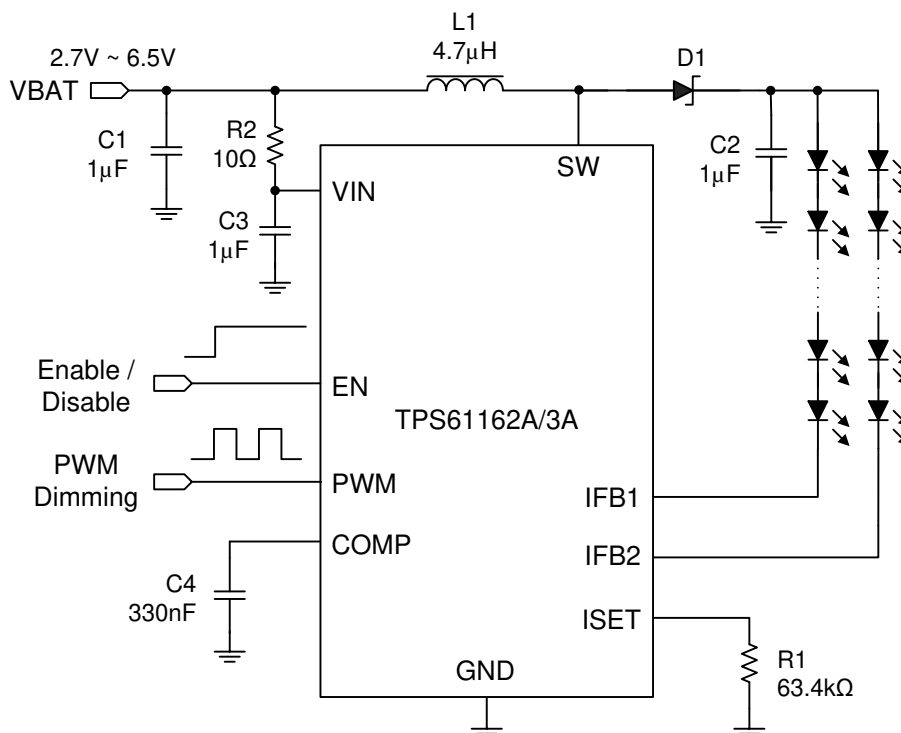 L1
2.7V ~ 6.5V
4.7µH
D1
VBAT
C1
1µF
R2
10Ω
C2
1µF
SW
VIN
C3
1µF
Enable /
Disable
EN
TPS61162A/3A
PWM
Dimming
PWM
IFB1
COMP
IFB2
C4
330nF
ISET
R1
63.4kΩ
GND